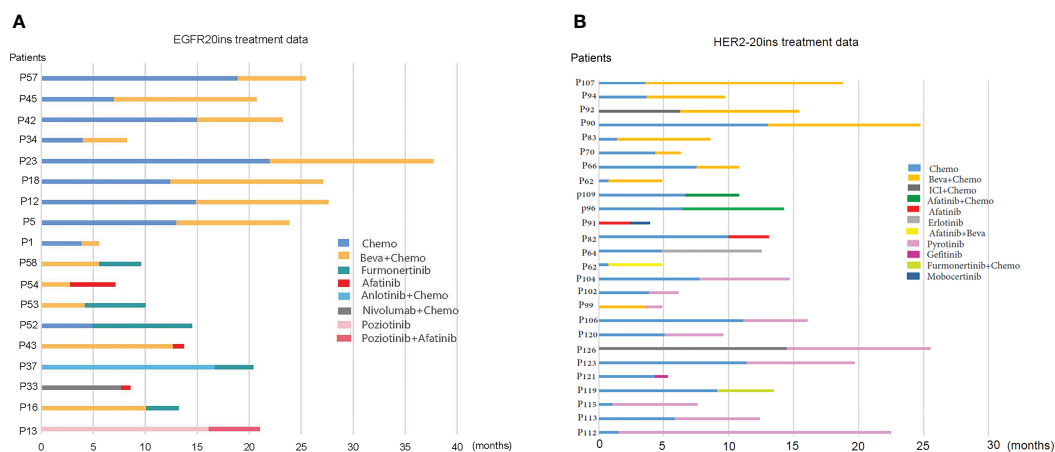 A
EGFR20ins treatment data
Patients
P57
P45
P42
P34
P23
P18
P12
P5
P1
P58
P54
P53
P52
P43
P37
P33
P16
P13
0 5 10 15 20 25 30 35 40 (months)
Chemo
Beva+Chemo
Furmonertinib
Afatinib
Anlotinib+Chemo
Nivolumab+Chemo
Poziotinib
Poziotinib+Afatinib
B
HER2-20ins treatment data
Patients
P107
P94
P92
P90
P83
P70
P66
P62
p109
p96
P91
P82
P64
P62
P104
P102
P99
P106
P120
P126
P123
P121
P119
P115
P113
P112
0 5 10 15 20 25 30 (months)
Chemo
Beva+Chemo
ICI+Chemo
Afatinib+Chemo
Afatinib
Erlotinib
Afatinib+Beva
Pyrotinib
Gefitinib
Furmonertinib+Chemo
Mobocertinib